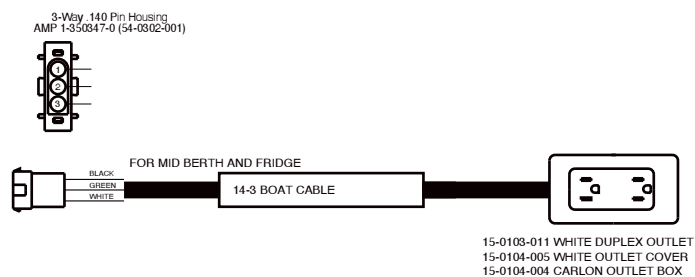 3-Way .140 Pin Housing
AMP 1-350347-0 (54-0302-001)
1
2
3
FOR MID BERTH AND FRIDGE
BLACK
GREEN
WHITE
14-3 BOAT CABLE
15-0103-011 WHITE DUPLEX OUTLET
15-0104-005 WHITE OUTLET COVER
15-0104-004 CARLON OUTLET BOX